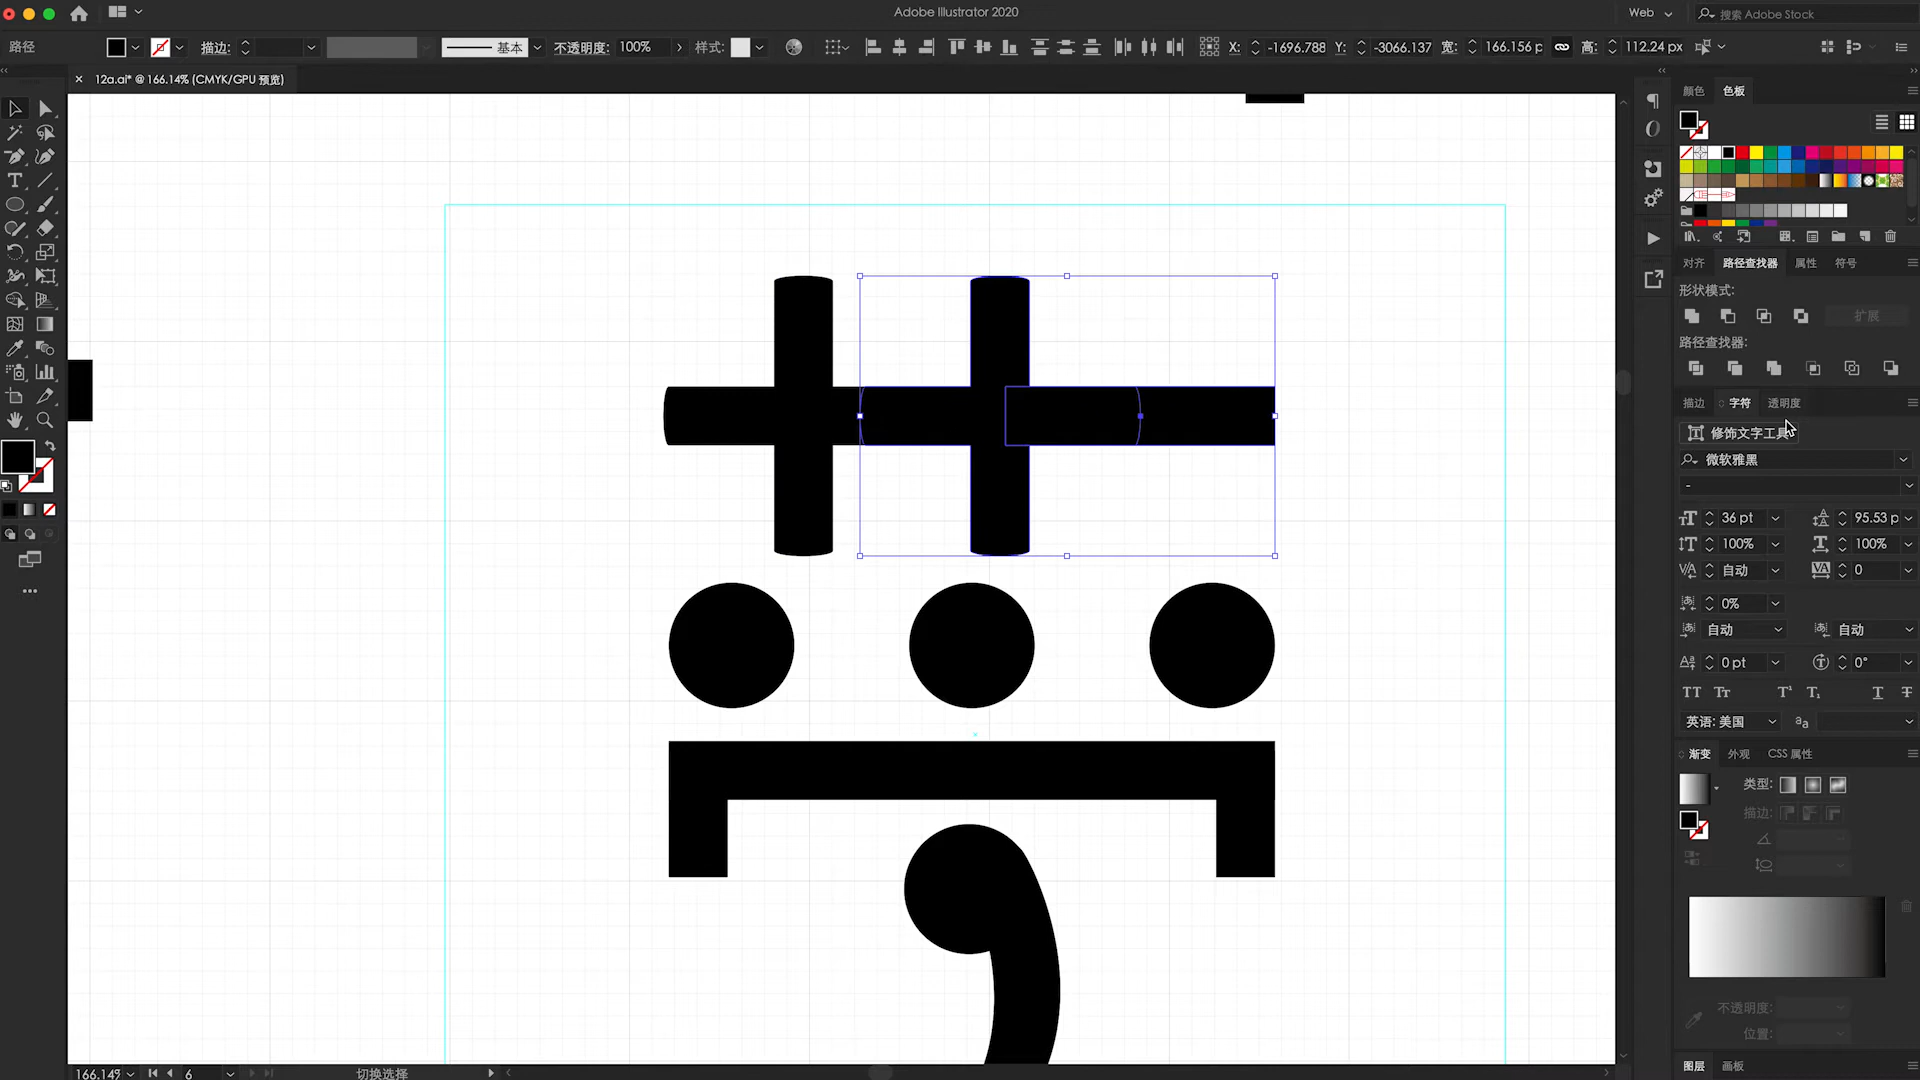 Adobe Illustrator 2020
Web
搜索 Adobe Stock
路径
描边:
基本
不透明度: 100%
样式:
X: -1696.788
Y: -3066.137
宽: 166.156 p
高: 112.24 px
× 12a.ai* @ 166.14% (CMYK/GPU 预览)
颜色 色板
对齐 路径查找器 属性 符号
形状模式:
扩展
路径查找器:
描边 字符 透明度
修饰文字工具
微软雅黑
-
36 pt 95.53 p
100% 100%
自动 0
0%
自动 自动
0 pt 0°
英语: 美国
渐变 外观 CSS 属性
类型:
描边:
不透明度:
位置:
图层 画板
166.14% 6 切换选择